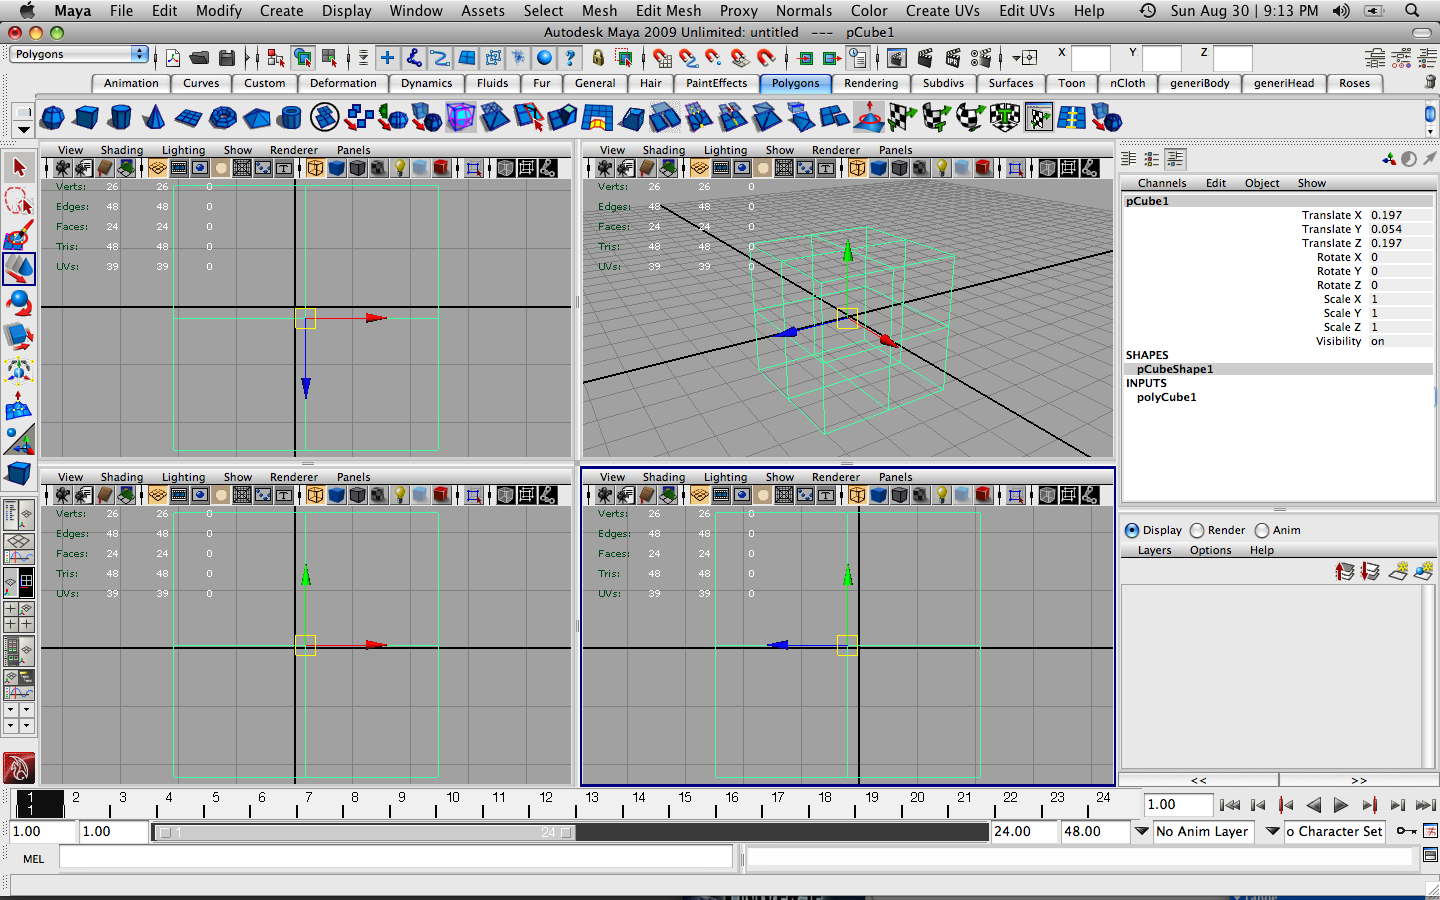 Maya File Edit Modify Create Display Window Assets Select Mesh Edit Mesh Proxy Normals Color Create UVs Edit UVs Help Sun Aug 30 9:13 PM
Autodesk Maya 2009 Unlimited: untitled --- pCube1
Polygons X Y Z
Animation Curves Custom Deformation Dynamics Fluids Fur General Hair PaintEffects Polygons Rendering Subdivs Surfaces Toon nCloth generiBody generiHead Roses
View Shading Lighting Show Renderer Panels
Verts: 26 26 0
Edges: 48 48 0
Faces: 24 24 0
Tris: 48 48 0
UVs: 39 39 0
View Shading Lighting Show Renderer Panels
Verts: 26 26 0
Edges: 48 48 0
Faces: 24 24 0
Tris: 48 48 0
UVs: 39 39 0
Channels Edit Object Show
pCube1
Translate X 0.197
Translate Y 0.054
Translate Z 0.197
Rotate X 0
Rotate Y 0
Rotate Z 0
Scale X 1
Scale Y 1
Scale Z 1
Visibility on
SHAPES
pCubeShape1
INPUTS
polyCube1
View Shading Lighting Show Renderer Panels
Verts: 26 26 0
Edges: 48 48 0
Faces: 24 24 0
Tris: 48 48 0
UVs: 39 39 0
View Shading Lighting Show Renderer Panels
Verts: 26 26 0
Edges: 48 48 0
Faces: 24 24 0
Tris: 48 48 0
UVs: 39 39 0
Display Render Anim
Layers Options Help
<< >>
1 2 3 4 5 6 7 8 9 10 11 12 13 14 15 16 17 18 19 20 21 22 23 24 1.00
1
1.00 1.00 1 24 24.00 48.00 No Anim Layer o Character Set
MEL